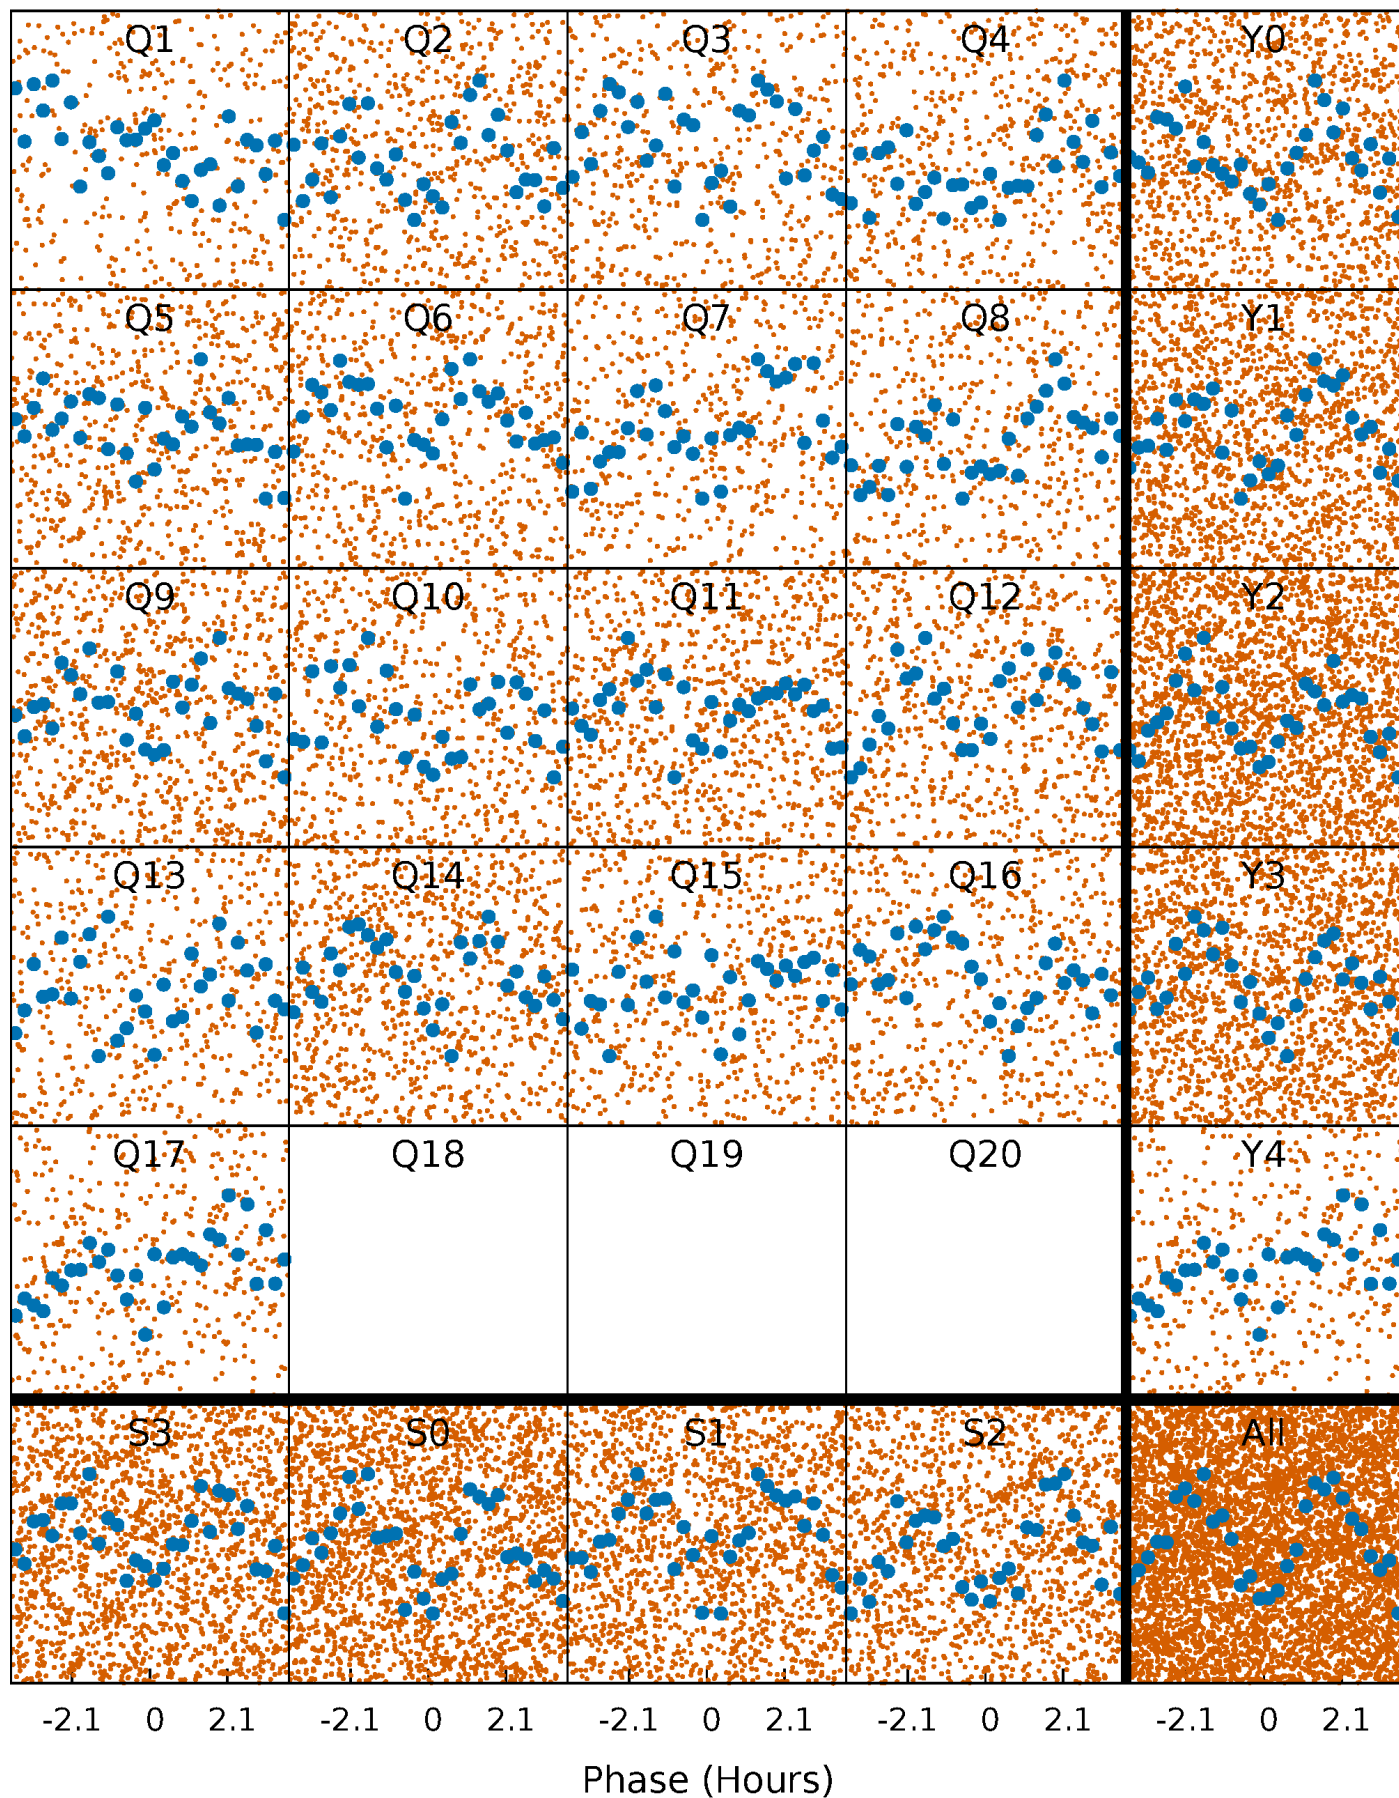 Q1 Q2 Q3 Q4 Y0
Q5 Q6 Q7 Q8 Y1
Q9 Q10 Q11 Q12 Y2
Q13 Q14 Q15 Q16 Y3
Q17 Q18 Q19 Q20 Y4
S3 S0 S1 S2 All
-2.1 0 2.1 -2.1 0 2.1 -2.1 0 2.1 -2.1 0 2.1 -2.1 0 2.1
Phase (Hours)